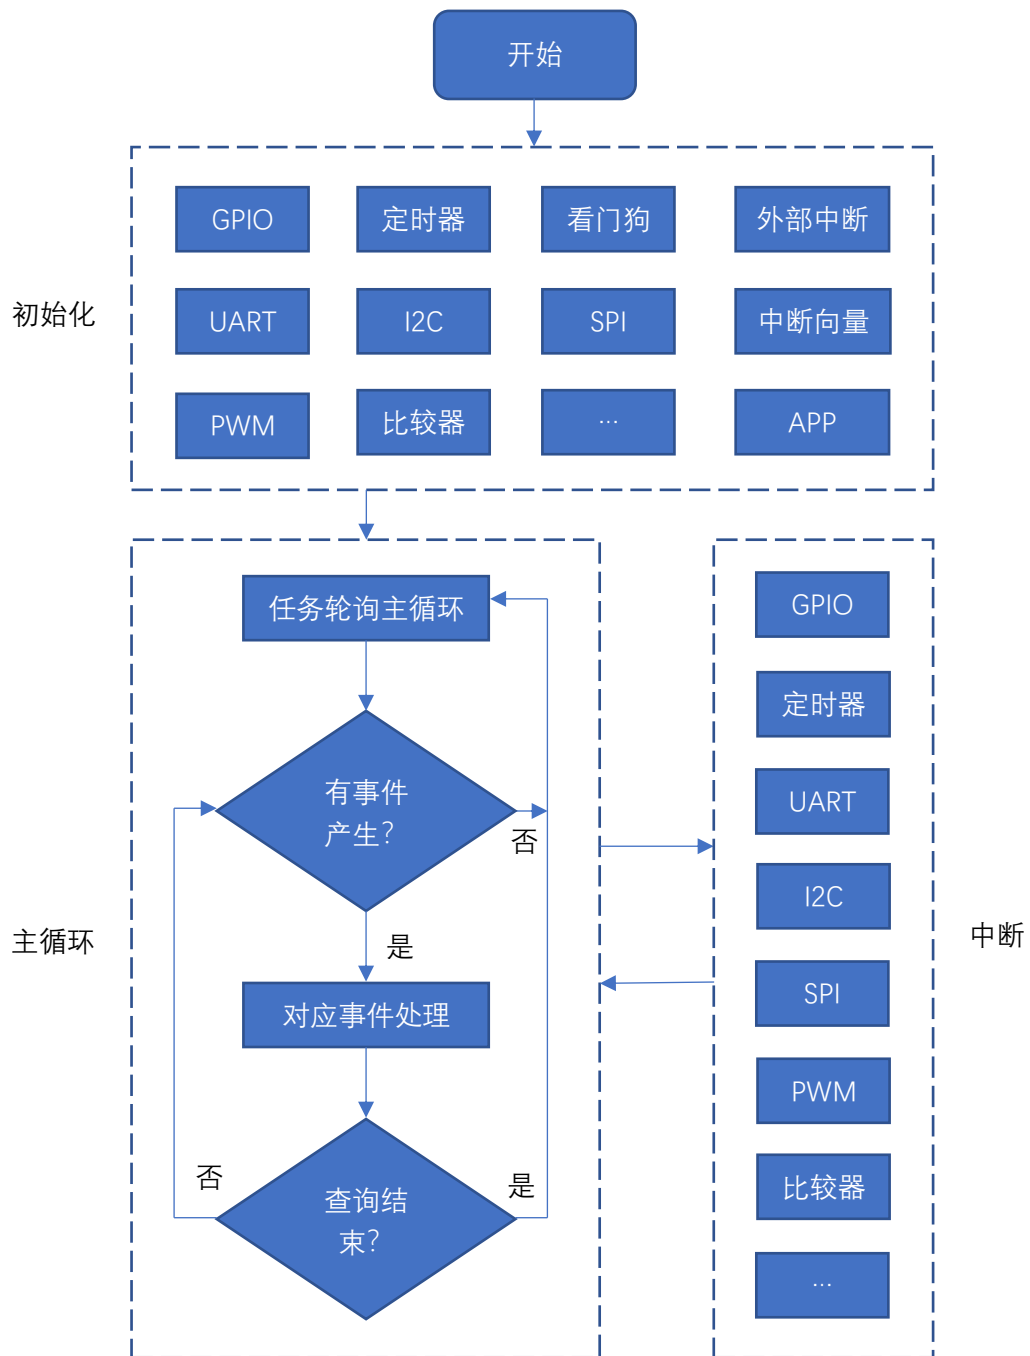 开始
GPIO
定时器
看门狗
外部中断
初始化
UART
I2C
SPI
中断向量
PWM
比较器
...
APP
任务轮询主循环
有事件
产生?
否
是
对应事件处理
主循环
否
是
查询结
束?
GPIO
定时器
UART
I2C
中断
SPI
PWM
比较器
...